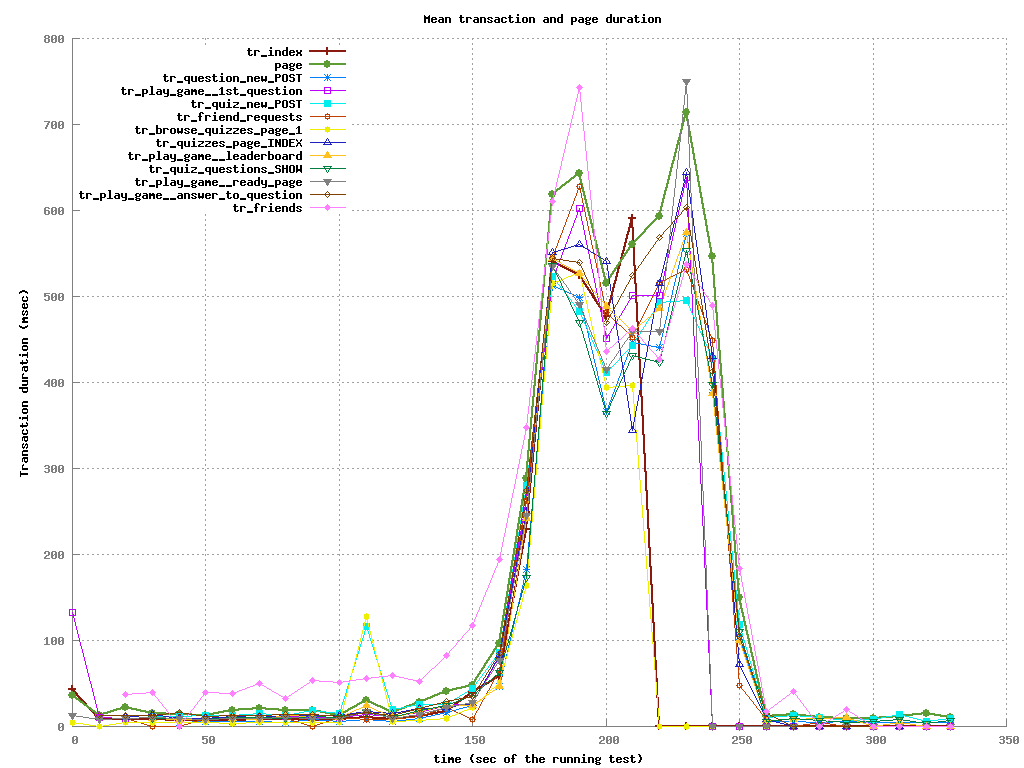 Mean transaction and page duration
800
700
600
500
400
300
200
100
0
Transaction duration (msec)
tr_index
page
tr_question_new_POST
tr_play_game__1st_question
tr_quiz_new_POST
tr_friend_requests
tr_browse_quizzes_page_1
tr_quizzes_page_INDEX
tr_play_game__leaderboard
tr_quiz_questions_SHOW
tr_play_game__ready_page
tr_play_game__answer_to_question
tr_friends
0 50 100 150 200 250 300 350
time (sec of the running test)